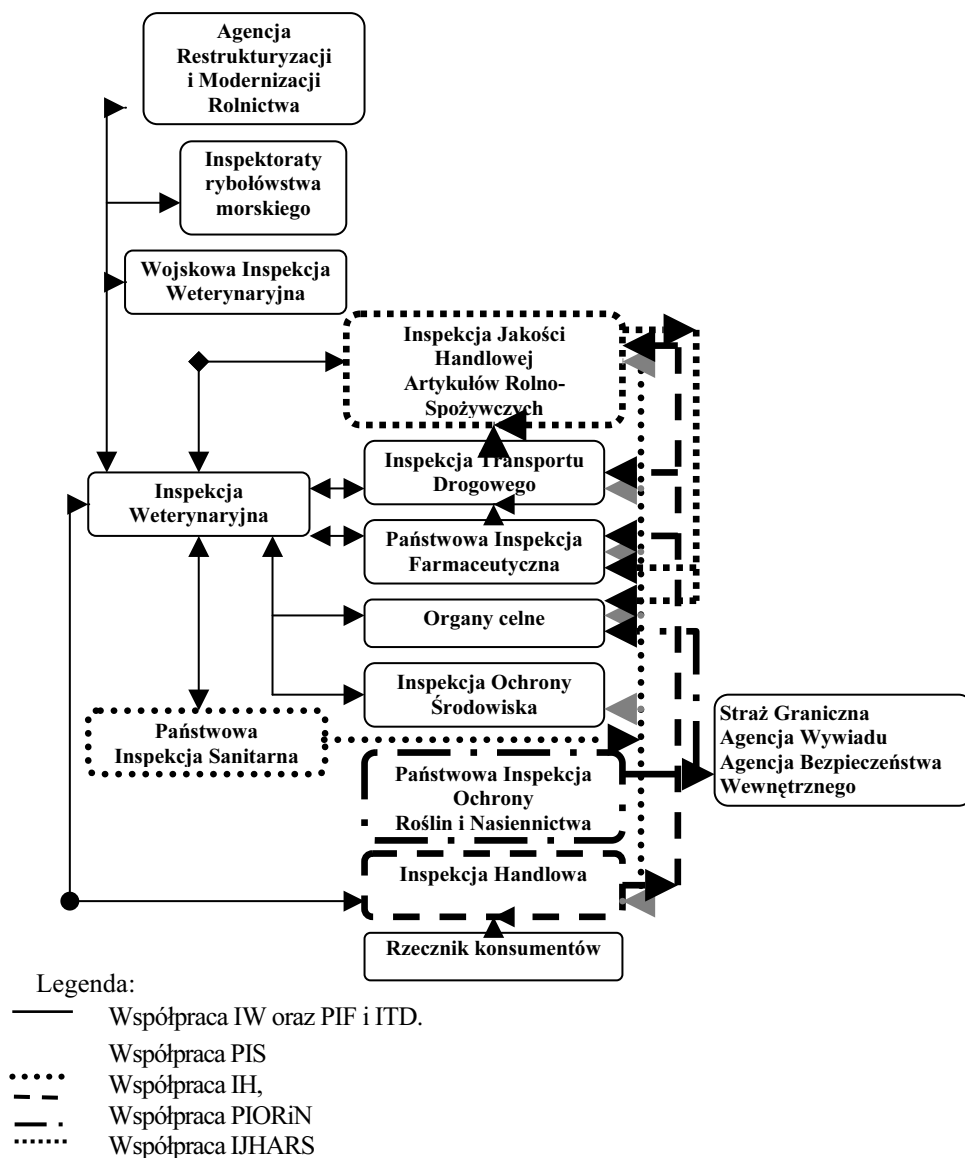 Agencja
Restrukturyzacji
i Modernizacji
Rolnictwa
Inspektoraty
rybołówstwa
morskiego
Wojskowa Inspekcja
Weterynaryjna
Inspekcja Jakości
Handlowej
Artykułów Rolno-
Spożywczych
Inspekcja Transportu
Drogowego
Inspekcja
Weterynaryjna
Państwowa Inspekcja
Farmaceutyczna
Organy celne
Inspekcja Ochrony
Środowiska
Państwowa
Inspekcja Sanitarna
Straż Graniczna
Agencja Wywiadu
Agencja Bezpieczeństwa
Wewnętrznego
Państwowa Inspekcja
Ochrony
Roślin i Nasiennictwa
Inspekcja Handlowa
Rzecznik konsumentów
Legenda:
Współpraca IW oraz PIF i ITD.
Współpraca PIS
Współpraca IH,
Współpraca PIORiN
Współpraca IJHARS